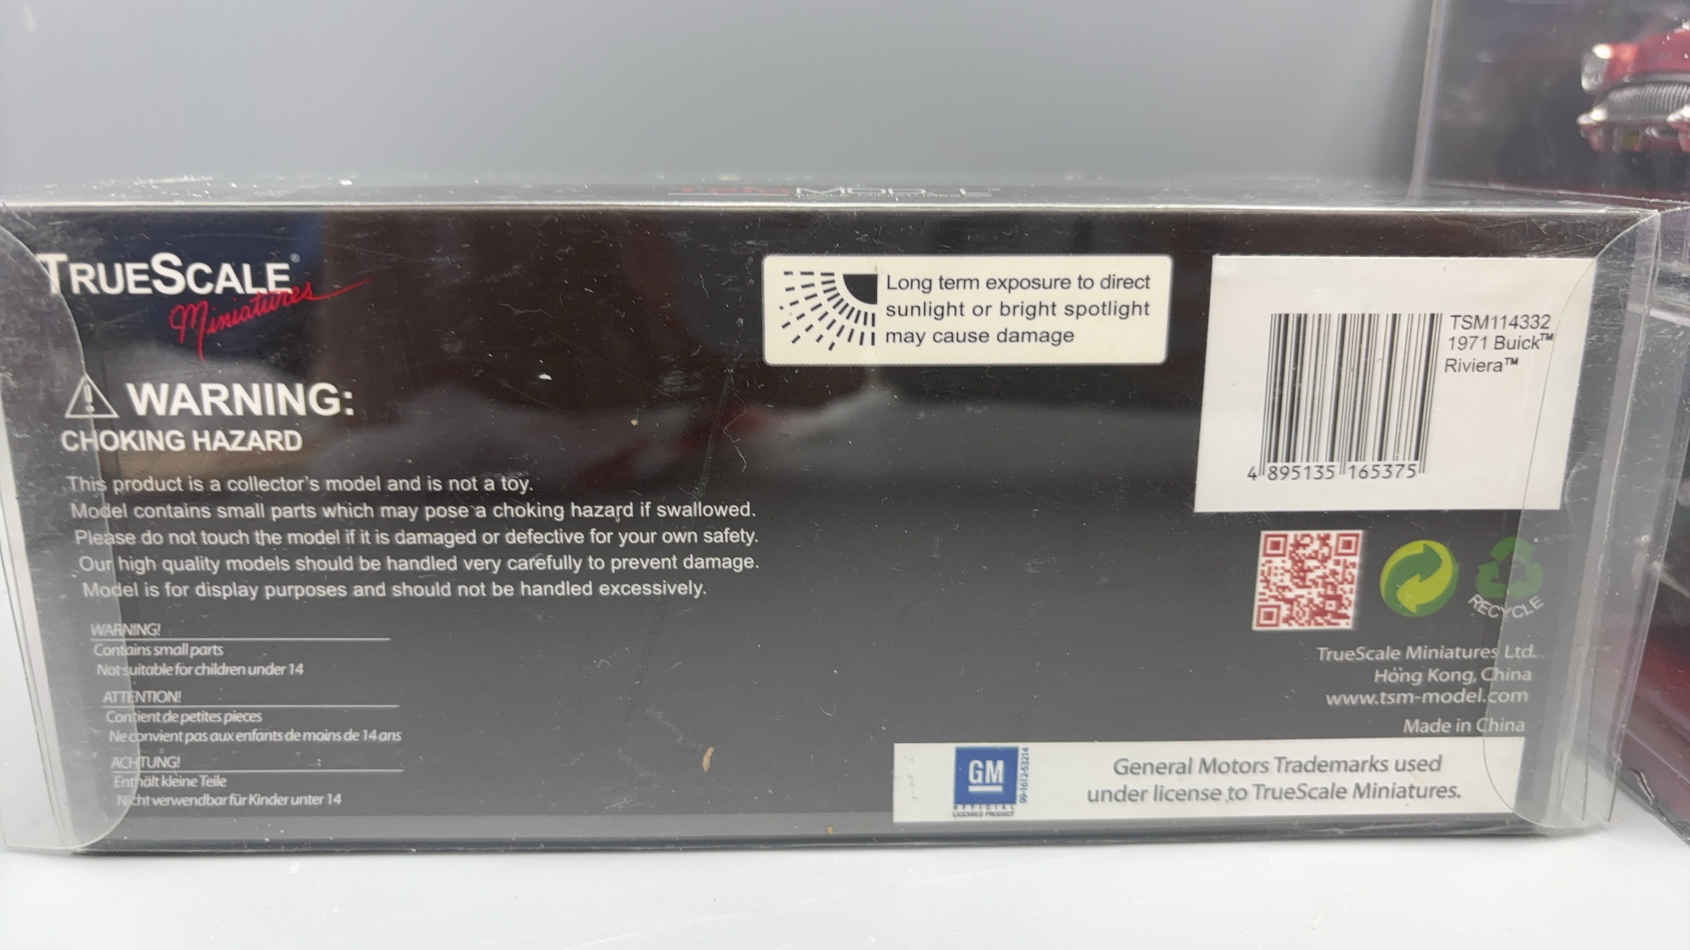 TRUESCALE®
Miniatures
WARNING:
CHOKING HAZARD
This product is a collector's model and is not a toy.
Model contains small parts which may pose a choking hazard if swallowed.
Please do not touch the model if it is damaged or defective for your own safety.
Our high quality models should be handled very carefully to prevent damage.
Model is for display purposes and should not be handled excessively.
WARNING!
Contains small parts
Not suitable for children under 14
ATTENTION!
Contient de petites pieces
Ne convient pas aux enfants de moins de 14 ans
ACHTUNG!
Enthält kleine Teile
Nicht verwendbar für Kinder unter 14
Long term exposure to direct
sunlight or bright spotlight
may cause damage
TSM114332
1971 Buick™
Riviera™
4 895135 165375
RECYCLE
TrueScale Miniatures Ltd.
Hong Kong, China
www.tsm-model.com
Made in China
GM
OFFICIAL
LICENSED PRODUCT
General Motors Trademarks used
under license to TrueScale Miniatures.